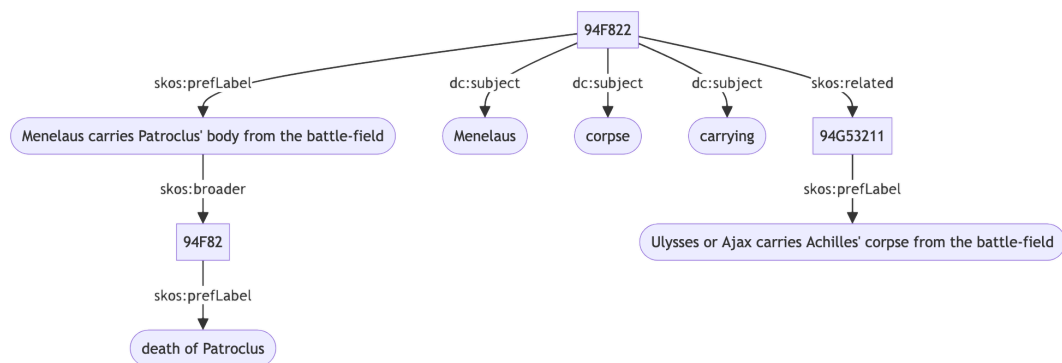 94F822
skos:prefLabel
dc:subject
dc:subject
dc:subject
skos:related
Menelaus carries Patroclus' body from the battle-field
Menelaus
corpse
carrying
94G53211
skos:broader
skos:prefLabel
94F82
Ulysses or Ajax carries Achilles' corpse from the battle-field
skos:prefLabel
death of Patroclus